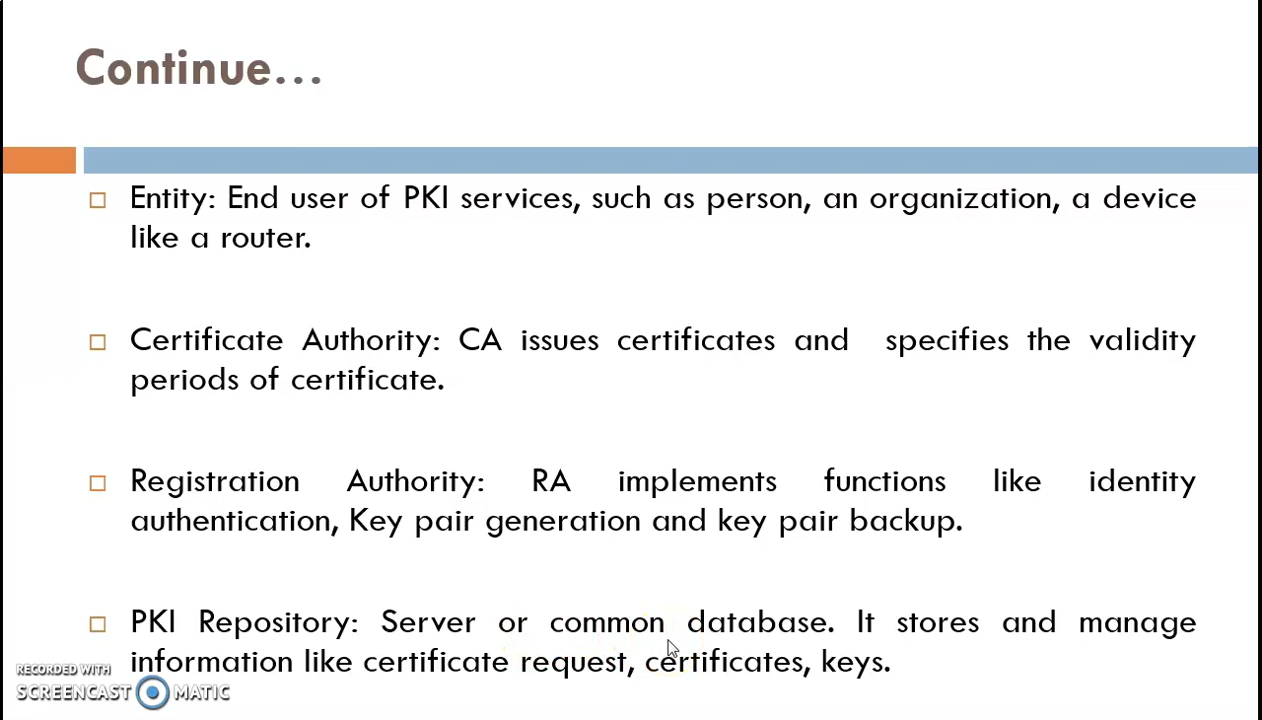 Continue...
Entity: End user of PKI services, such as person, an organization, a device
like a router.
Certificate Authority: CA issues certificates and specifies the validity
periods of certificate.
Registration Authority: RA implements functions like identity
authentication, Key pair generation and key pair backup.
PKI Repository: Server or common database. It stores and manage
information like certificate request, certificates, keys.
RECORDED WITH
SCREENCAST MATIC